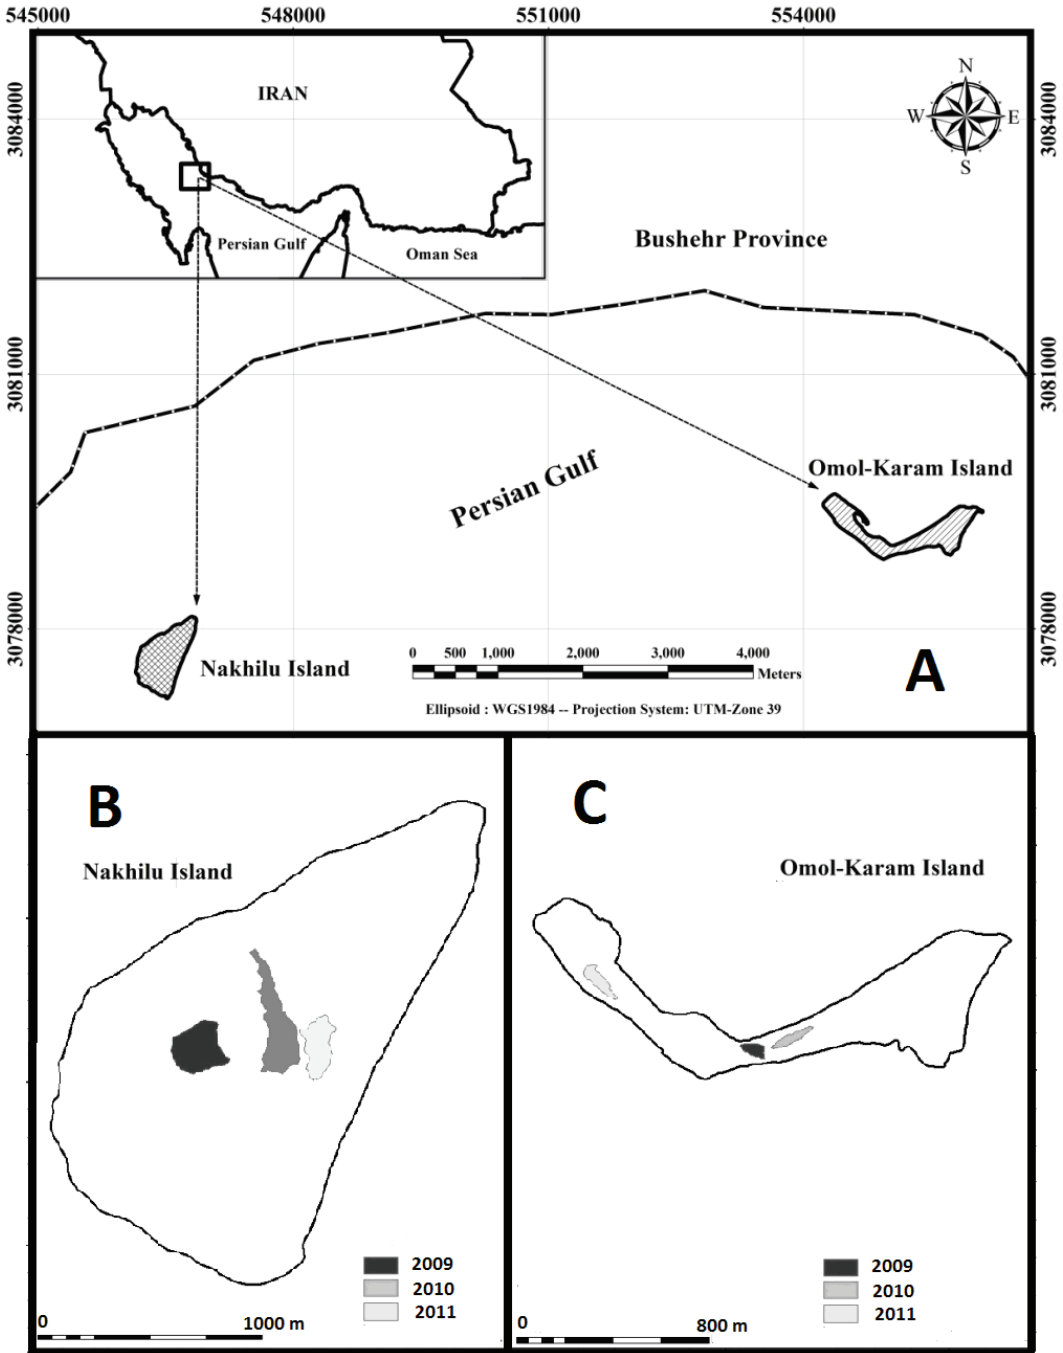 545000 548000 551000 554000
N
W E
S
IRAN
3084000 3084000
Persian Gulf
Oman Sea
Bushehr Province
3081000 3081000
Persian Gulf
Omol-Karam Island
3078000 3078000
Nakhilu Island
0 500 1,000 2,000 3,000 4,000
Meters
Ellipsoid : WGS1984 -- Projection System: UTM-Zone 39
A
B
Nakhilu Island
2009
2010
2011
0 1000 m
C
Omol-Karam Island
2009
2010
2011
0 800 m